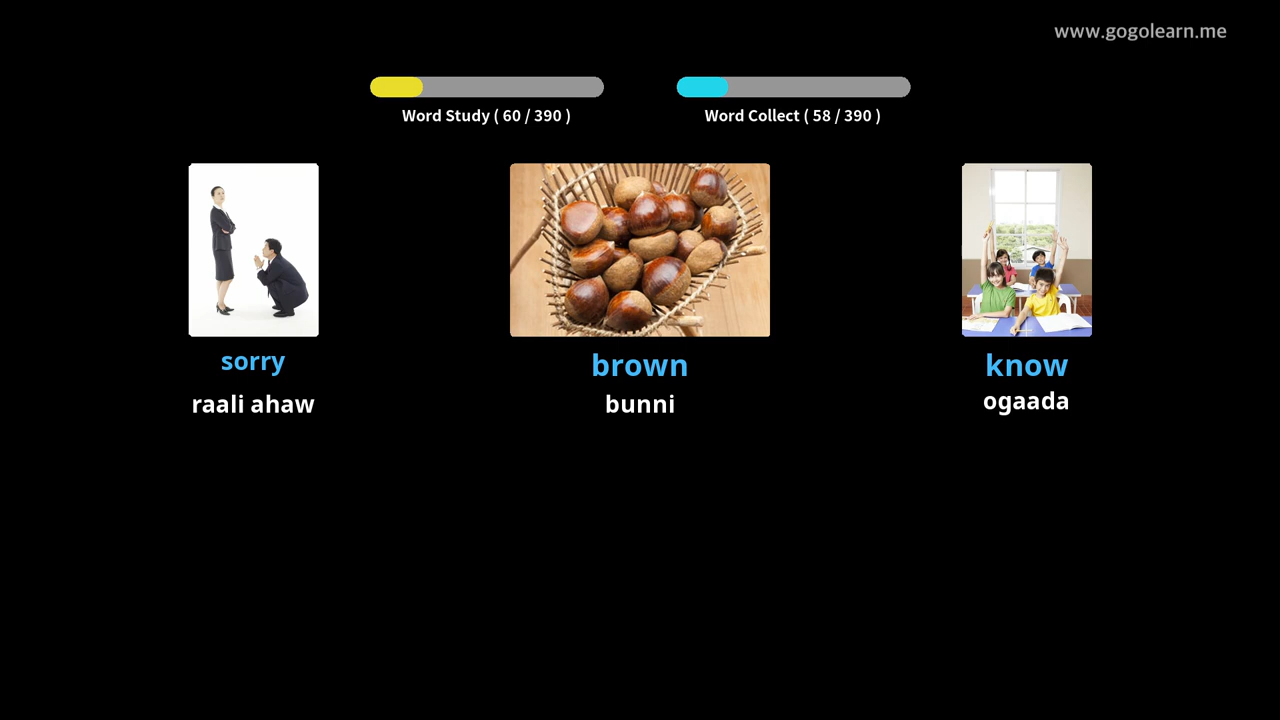 www.gogolearn.me
Word Study ( 60 / 390 )
Word Collect ( 58 / 390 )
sorry
raali ahaw
brown
bunni
know
ogaada